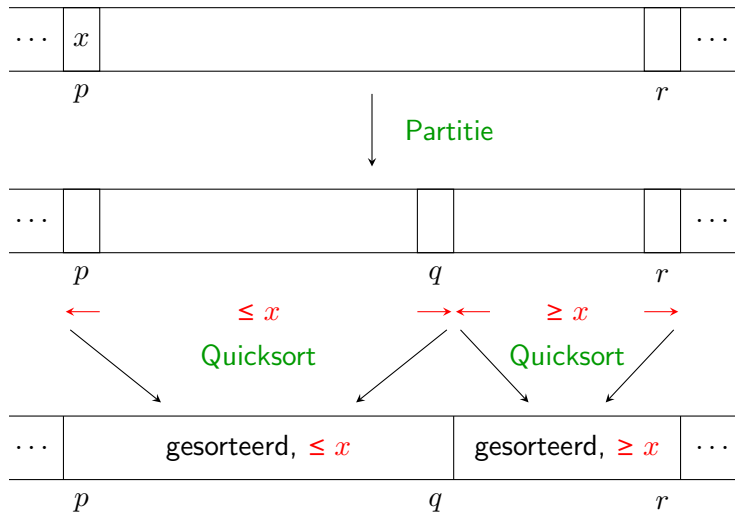 ⋯ x ⋯
p r
Partitie
⋯ ⋯
p q r
≤ x ≥ x
Quicksort Quicksort
⋯ gesorteerd, ≤ x gesorteerd, ≥ x ⋯
p q r